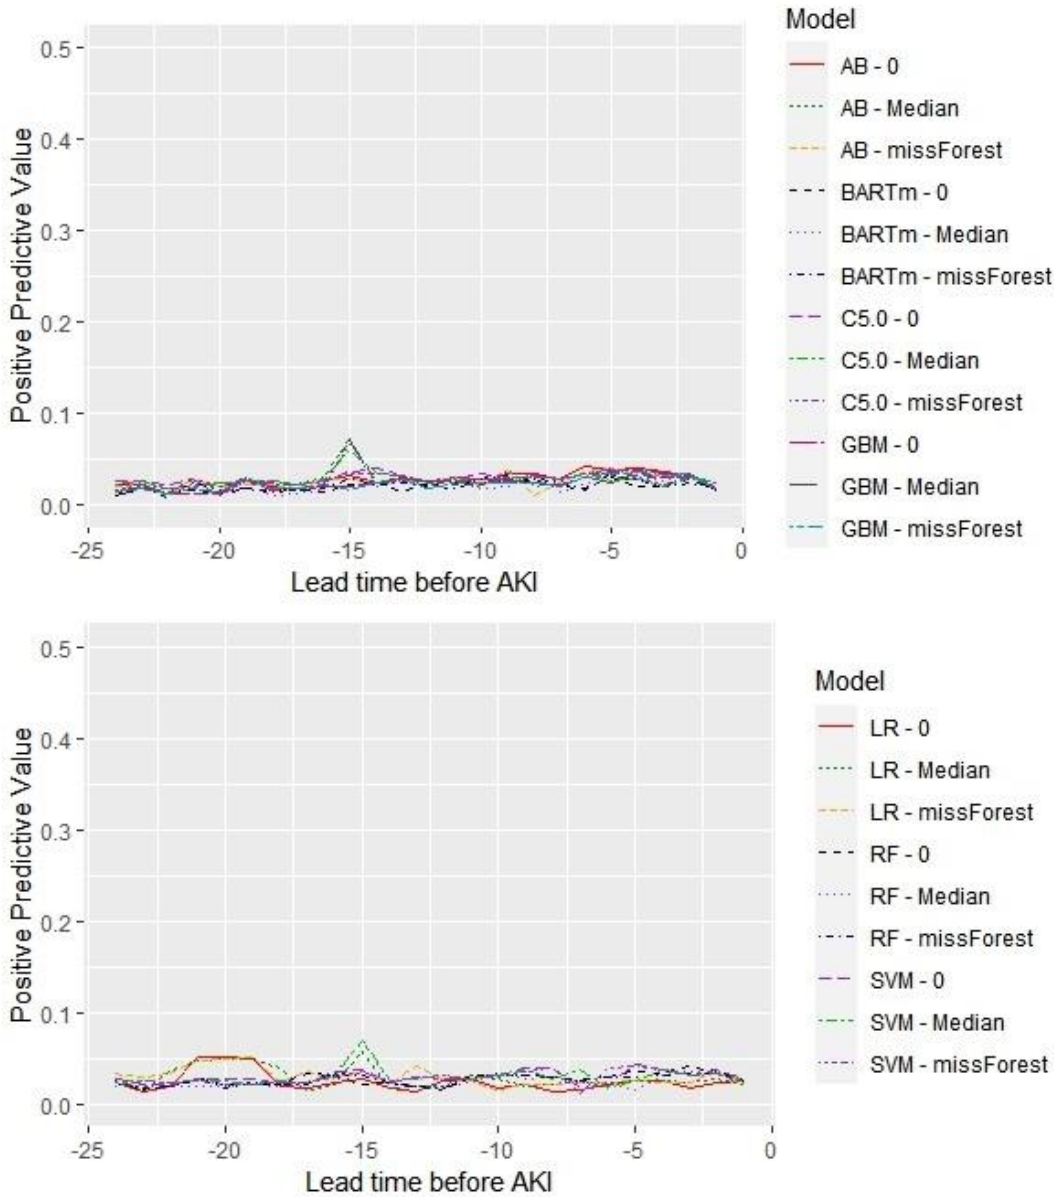 Model
AB - 0
AB - Median
AB - missForest
BARTm - 0
BARTm - Median
BARTm - missForest
C5.0 - 0
C5.0 - Median
C5.0 - missForest
GBM - 0
GBM - Median
GBM - missForest
Positive Predictive Value
0.5
0.4
0.3
0.2
0.1
0.0
-25 -20 -15 -10 -5 0
Lead time before AKI
Model
LR - 0
LR - Median
LR - missForest
RF - 0
RF - Median
RF - missForest
SVM - 0
SVM - Median
SVM - missForest
Positive Predictive Value
0.5
0.4
0.3
0.2
0.1
0.0
-25 -20 -15 -10 -5 0
Lead time before AKI